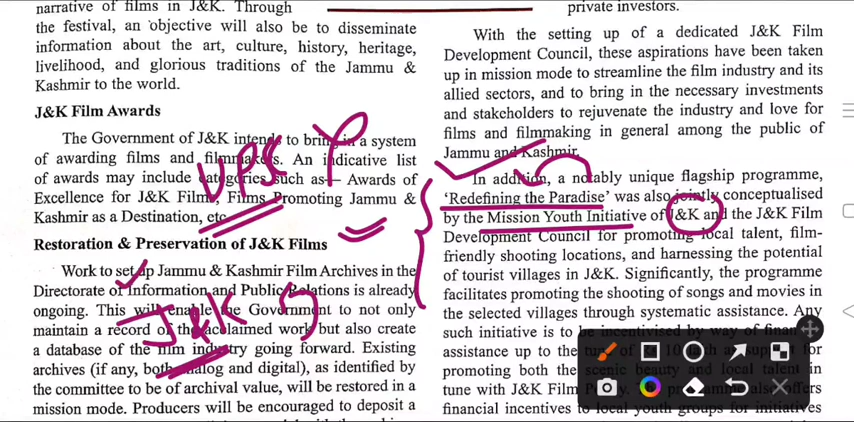 narrative of films in J&K. Through
the festival, an objective will also be to disseminate
information about the art, culture, history, heritage,
livelihood, and glorious traditions of the Jammu &
Kashmir to the world.
J&K Film Awards
The Government of J&K intends to bring in a system
of awarding films and filmmakers. An indicative list
of awards may include categories such as— Awards of
Excellence for J&K Films, Films Promoting Jammu &
Kashmir as a Destination, etc.
UPSC
Restoration & Preservation of J&K Films
Work to set up Jammu & Kashmir Film Archives in the
Directorate of Information and Public Relations is already
ongoing. This will enable the Government to not only
maintain a record of the acclaimed work but also create
a database of the film industry going forward. Existing
archives (if any, both analog and digital), as identified by
the committee to be of archival value, will be restored in a
mission mode. Producers will be encouraged to deposit a
J&K
private investors.
With the setting up of a dedicated J&K Film
Development Council, these aspirations have been taken
up in mission mode to streamline the film industry and its
allied sectors, and to bring in the necessary investments
and stakeholders to rejuvenate the industry and love for
films and filmmaking in general among the public of
Jammu and Kashmir.
In addition, a notably unique flagship programme,
‘Redefining the Paradise’ was also jointly conceptualised
by the Mission Youth Initiative of J&K and the J&K Film
Development Council for promoting local talent, film-
friendly shooting locations, and harnessing the potential
of tourist villages in J&K. Significantly, the programme
facilitates promoting the shooting of songs and movies in
the selected villages through systematic assistance. Any
such initiative is to be incentivised by way of
assistance up to the for
promoting both the scenic beauty and local talent in
tune with J&K Film offers
financial incentives to local youth groups for initiatives